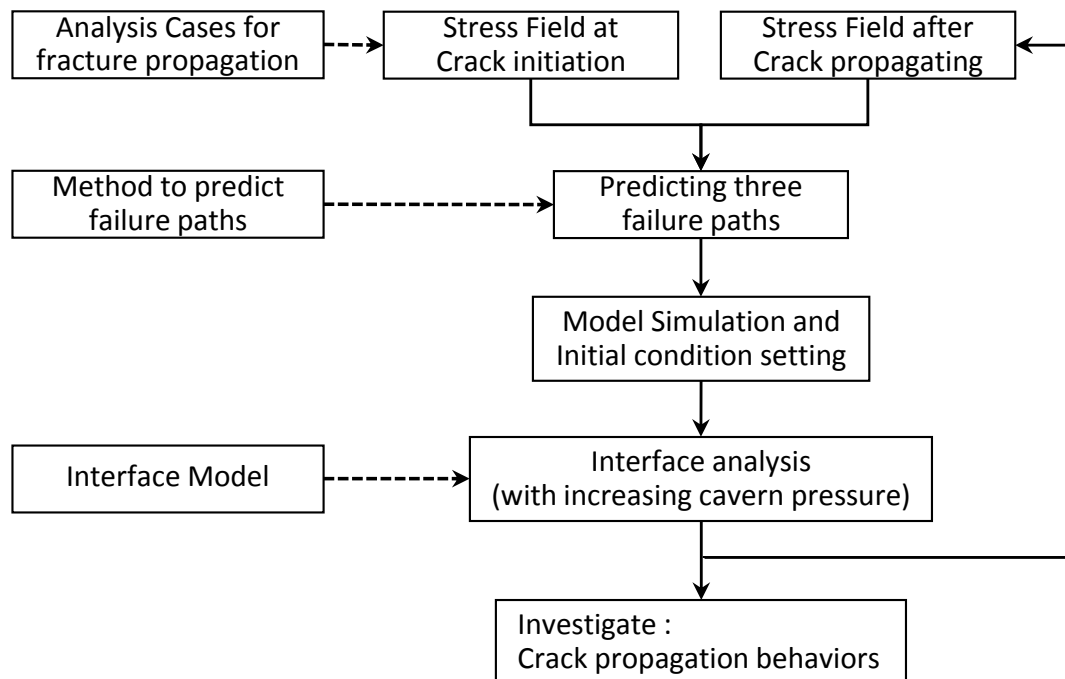 Analysis Cases for
fracture propagation
Stress Field at
Crack initiation
Stress Field after
Crack propagating
Method to predict
failure paths
Predicting three
failure paths
Model Simulation and
Initial condition setting
Interface Model
Interface analysis
(with increasing cavern pressure)
Investigate :
Crack propagation behaviors